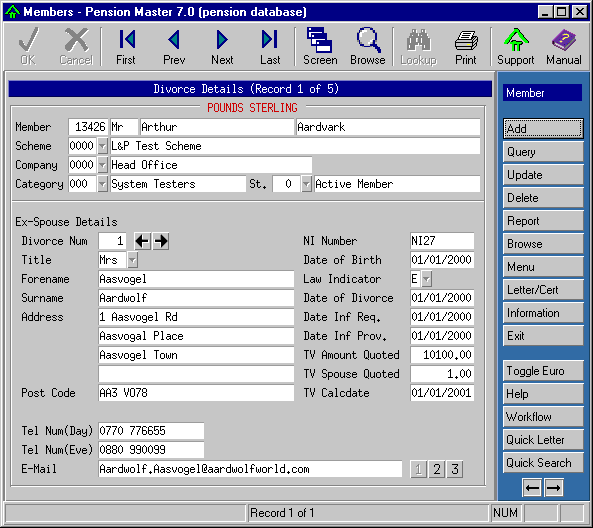 Members - Pension Master 7.0 (pension database)
OK Cancel First Prev Next Last Screen Browse Lookup Print Support Manual
Divorce Details (Record 1 of 5)
Member
POUNDS STERLING
Member 13426 Mr Arthur Aardvark
Scheme 0000 L&P Test Scheme
Company 0000 Head Office
Category 000 System Testers St. 0 Active Member
Ex-Spouse Details
Divorce Num 1 NI Number NI27
Title Mrs Date of Birth 01/01/2000
Forename Aasvogel Law Indicator E
Surname Aardwolf Date of Divorce 01/01/2000
Address 1 Aasvogel Rd Date Inf Req. 01/01/2000
Aasvogal Place Date Inf Prov. 01/01/2000
Aasvogel Town TV Amount Quoted 10100.00
TV Spouse Quoted 1.00
Post Code AA3 VO78 TV Calcdate 01/01/2001
Tel Num(Day) 0770 776655
Tel Num(Eve) 0880 990099
E-Mail Aardwolf.Aasvogel@aardwolfworld.com 1 2 3
Add
Query
Update
Delete
Report
Browse
Menu
Letter/Cert
Information
Exit
Toggle Euro
Help
Workflow
Quick Letter
Quick Search
Record 1 of 1 NUM